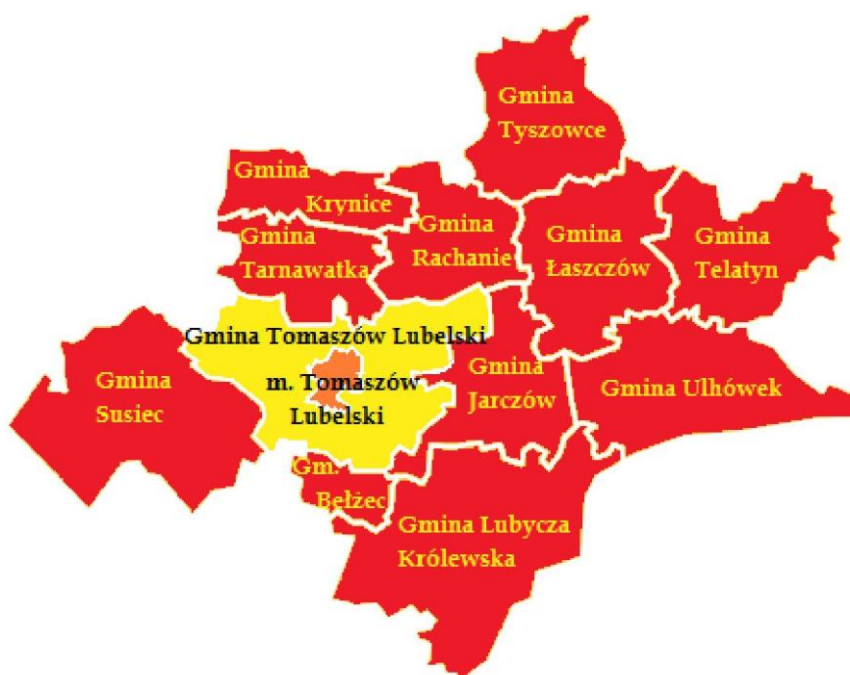 Gmina
Tyszowce
Gmina
Krynice
Gmina
Rachanie
Gmina
Łaszczów
Gmina
Telatyn
Gmina
Tarnawatka
Gmina Tomaszów Lubelski
m. Tomaszów
Lubelski
Gmina
Susiec
Gmina
Jarczów
Gmina Ulhówek
Gm.
Bełżec
Gmina Lubycza
Królewska